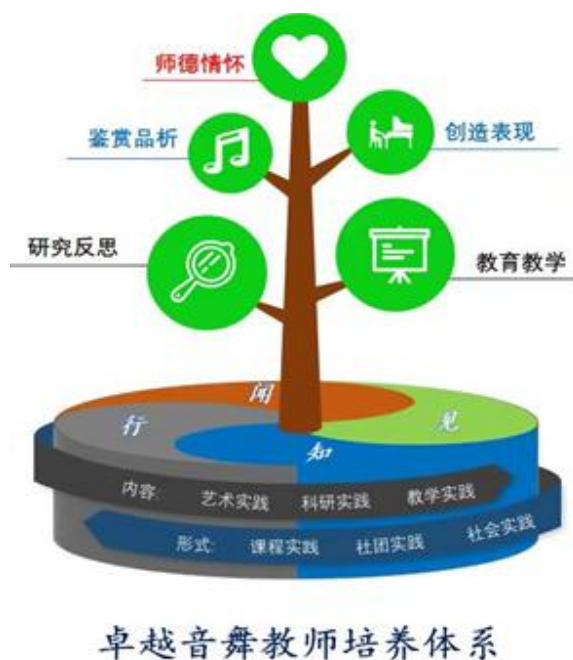 师德情怀
鉴赏品析
创造表现
研究反思
教育教学
闻
行
见
知
内容: 艺术实践 科研实践 教学实践
形式: 课程实践 社团实践 社会实践
卓越音舞教师培养体系